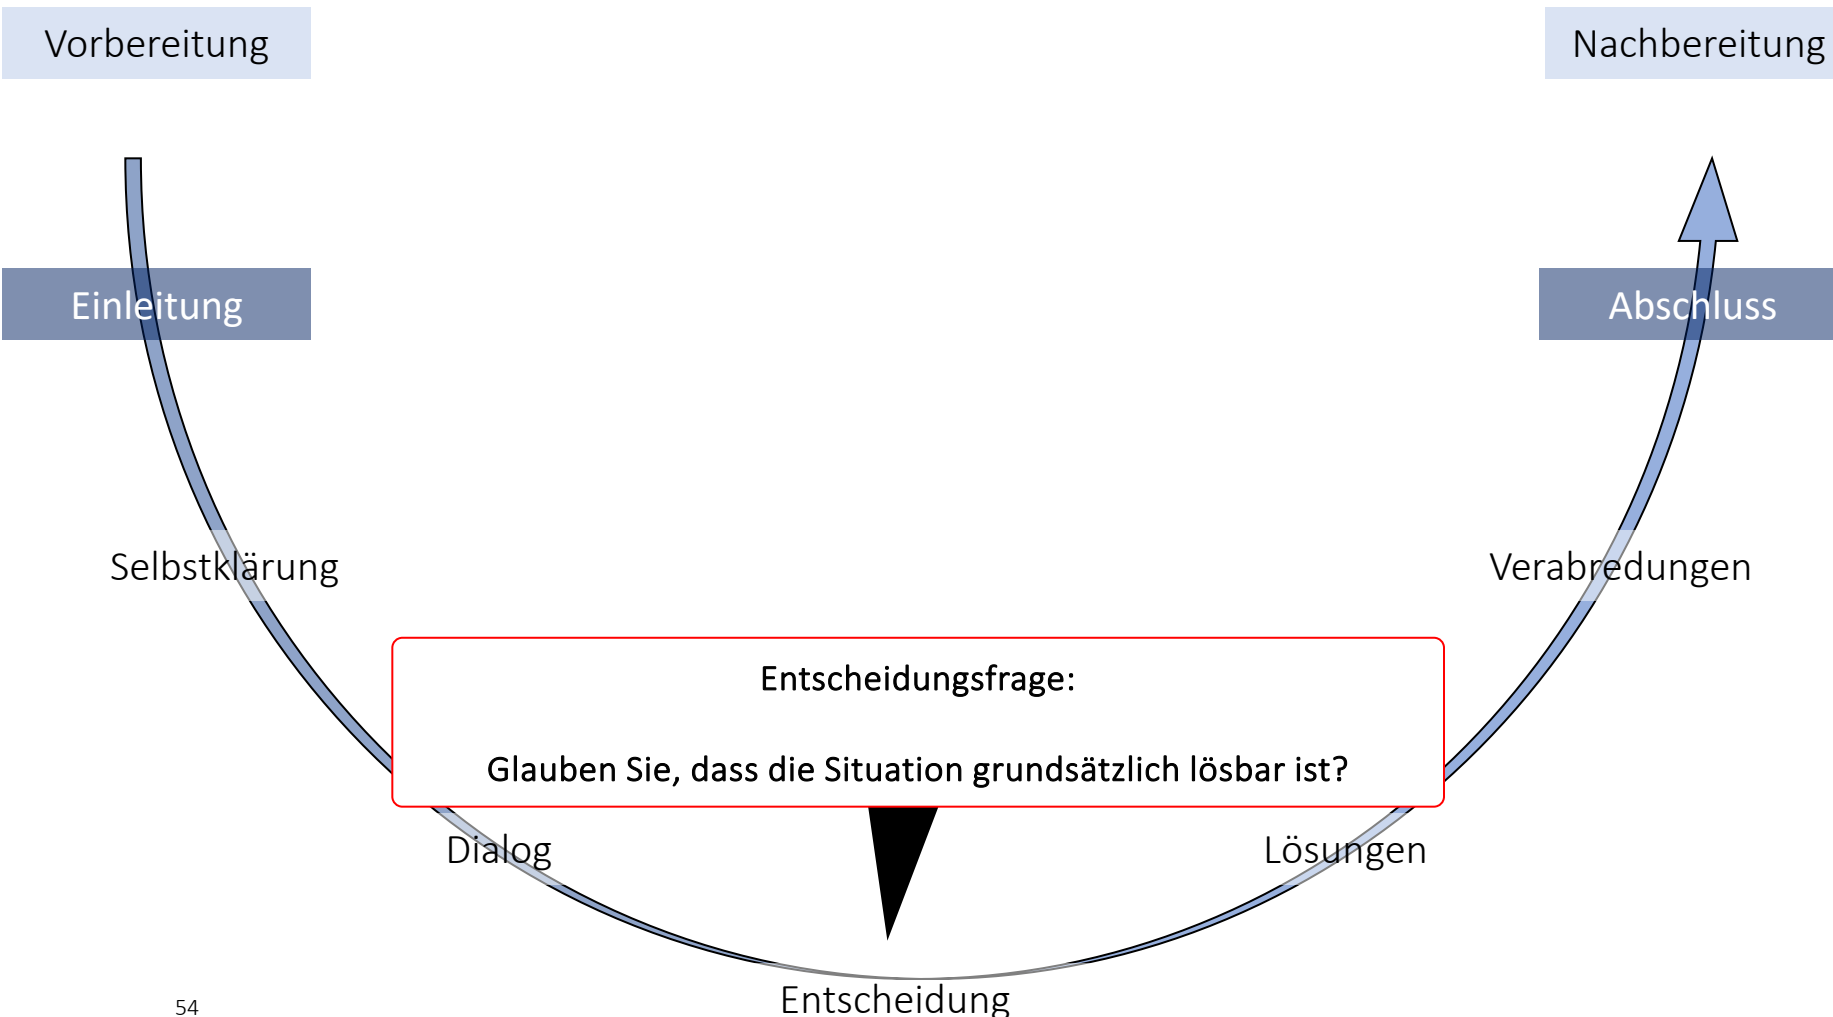 Vorbereitung
Nachbereitung
Einleitung
Abschluss
Selbstklärung
Verabredungen
Entscheidungsfrage:
Glauben Sie, dass die Situation grundsätzlich lösbar ist?
Dialog
Lösungen
Entscheidung
54